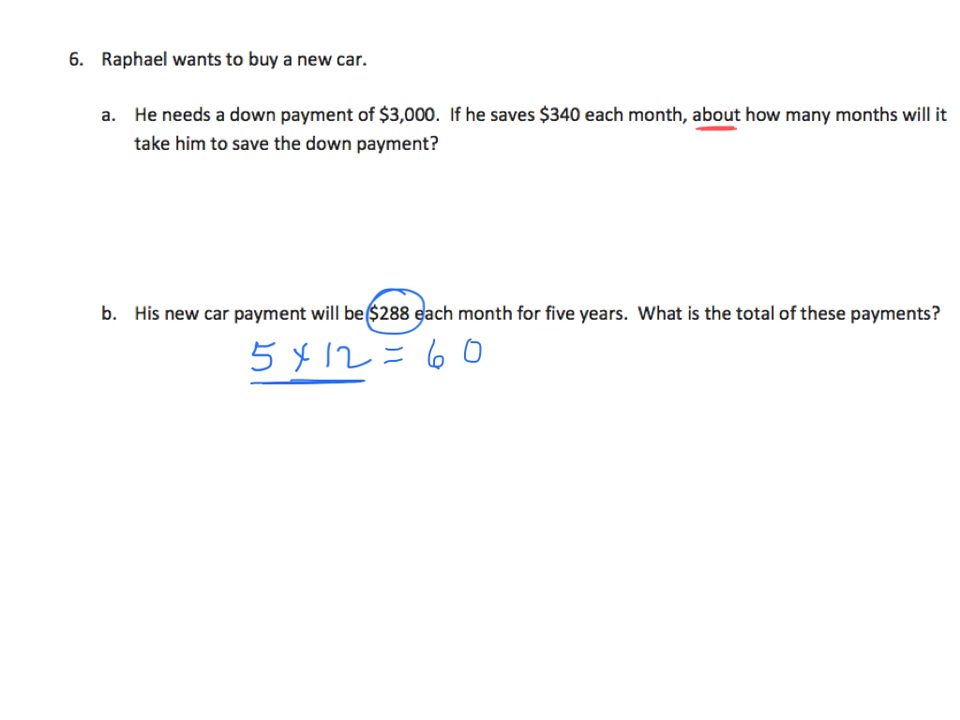 6. Raphael wants to buy a new car.
a. He needs a down payment of $3,000. If he saves $340 each month, about how many months will it
take him to save the down payment?
b. His new car payment will be $288 each month for five years. What is the total of these payments?
5 × 12 = 60